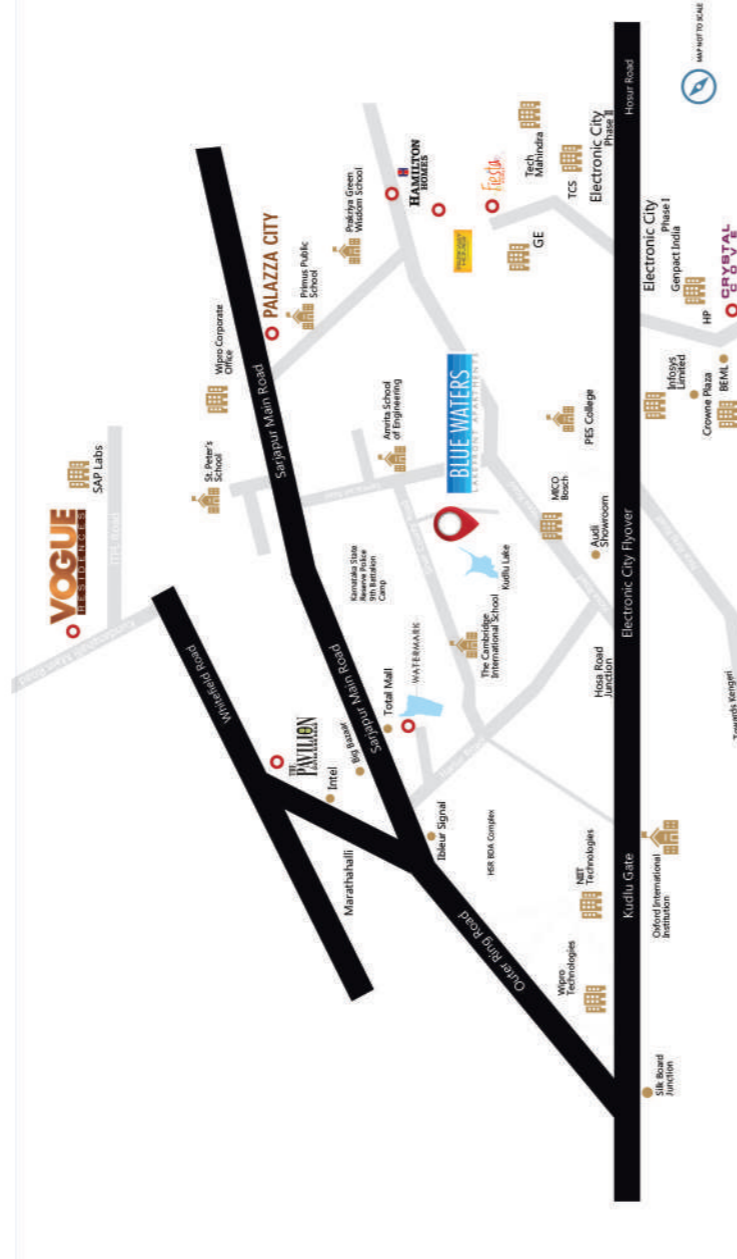 VOGUE
RESIDENCES
SAP Labs
ITPL Road
Whitefield Road
St. Peter's
School
Wipro Corporate
Office
Sarjapur Main Road
PALAZZA CITY
Primus Public
School
Prakriya Green
Wisdom School
HAMILTON
HOMES
Fiesta
THE
PAVILION
Intel
Big Bazaar
Sarjapur Main Road
Total Mall
Marathahalli
Ibleur Signal
WATERMARK
Karnataka State
Reserve Police
9th Battalion
Camp
Amrita School
of Engineering
BLUE WATERS
LAKEFRONT APARTMENTS
Kudlu Lake
The Cambridge
International School
HSR BDA Complex
Outer Ring Road
Wipro
Technologies
NIIT
Technologies
Hosa Road
Junction
Audi
Showroom
MICO
Bosch
PES College
GE
Tech
Mahindra
TCS
Electronic City
Phase II
Kudlu Gate
Electronic City Flyover
Hosur Road
Silk Board
Junction
Oxford International
Institution
Infosys
Limited
Crowne Plaza
BEML
HP
Genpact India
Electronic City
Phase I
CRYSTAL
COVE
Towards Kengeri
MAP NOT TO SCALE